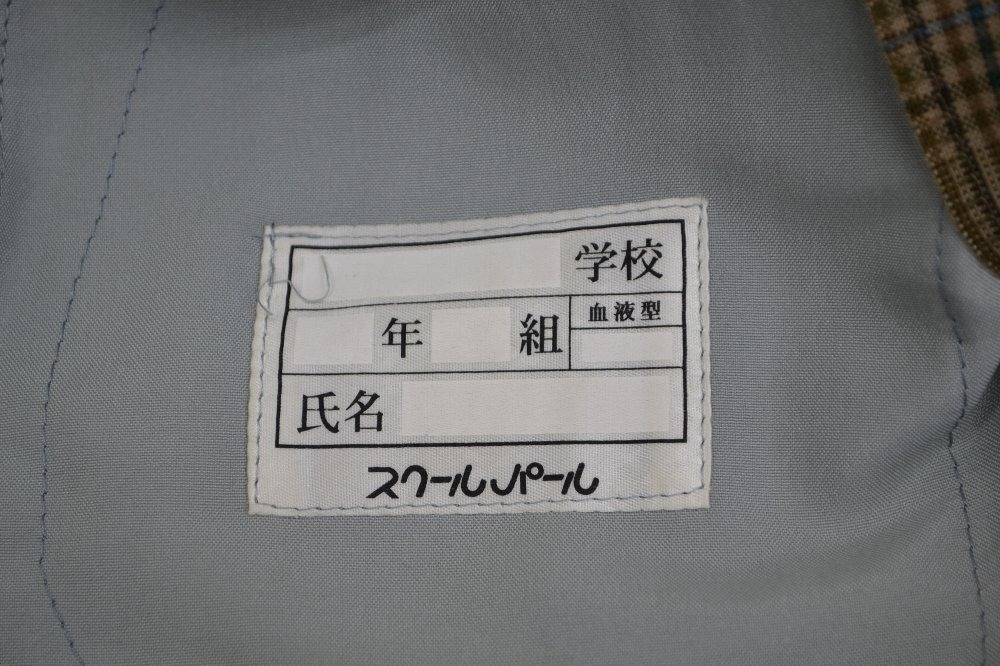 学校
年 組 血液型
氏名
スクールパール